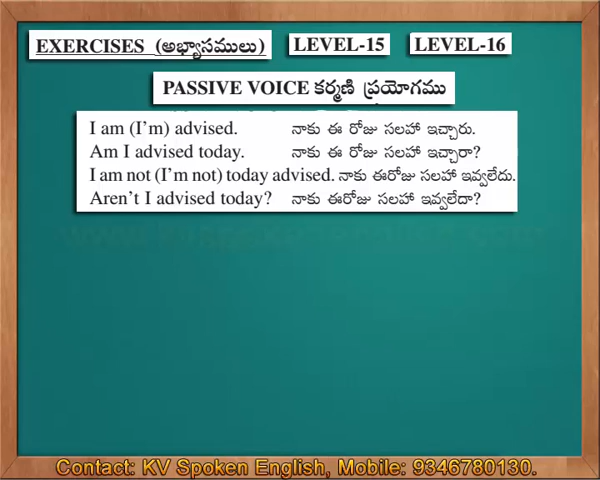 EXERCISES (అభ్యాసములు) LEVEL-15 LEVEL-16
PASSIVE VOICE కర్మణి ప్రయోగము
I am (I'm) advised. నాకు ఈ రోజు సలహా ఇచ్చారు.
Am I advised today. నాకు ఈ రోజు సలహా ఇచ్చారా?
I am not (I'm not) today advised. నాకు ఈరోజు సలహా ఇవ్వలేదు.
Aren't I advised today? నాకు ఈరోజు సలహా ఇవ్వలేదా?
Contact: KV Spoken English, Mobile: 9346780130.